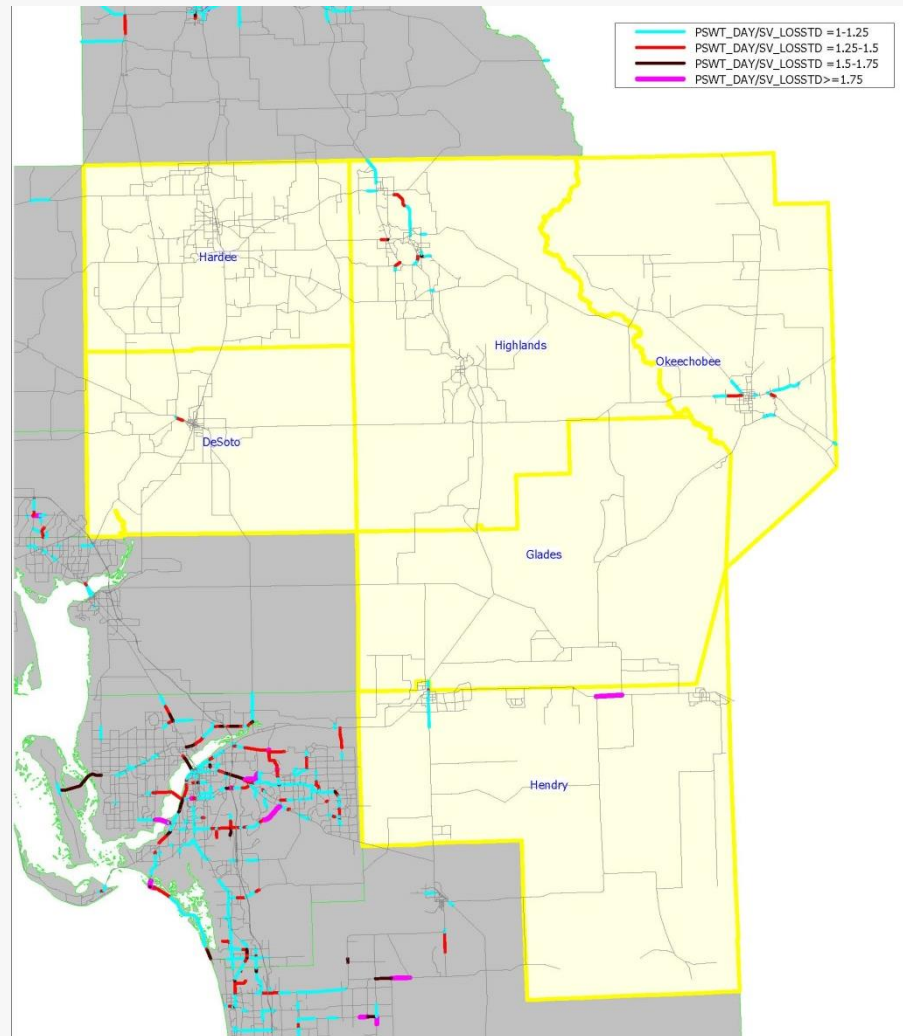 PSWT_DAY/SV_LOSSTD =1-1.25
PSWT_DAY/SV_LOSSTD =1.25-1.5
PSWT_DAY/SV_LOSSTD =1.5-1.75
PSWT_DAY/SV_LOSSTD>=1.75
Hardee
Highlands
Okeechobee
DeSoto
Glades
Hendry